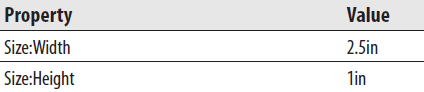 Property Value
Size:Width 2.5in
Size:Height 1in